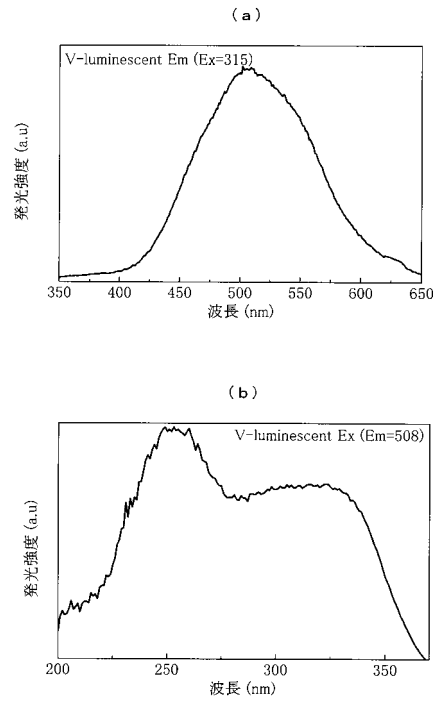 (a)
V-luminescent Em (Ex=315)
発光強度 (a.u)
350 400 450 500 550 600 650
波長 (nm)
(b)
V-luminescent Ex (Em=508)
発光強度 (a.u)
200 250 300 350
波長 (nm)